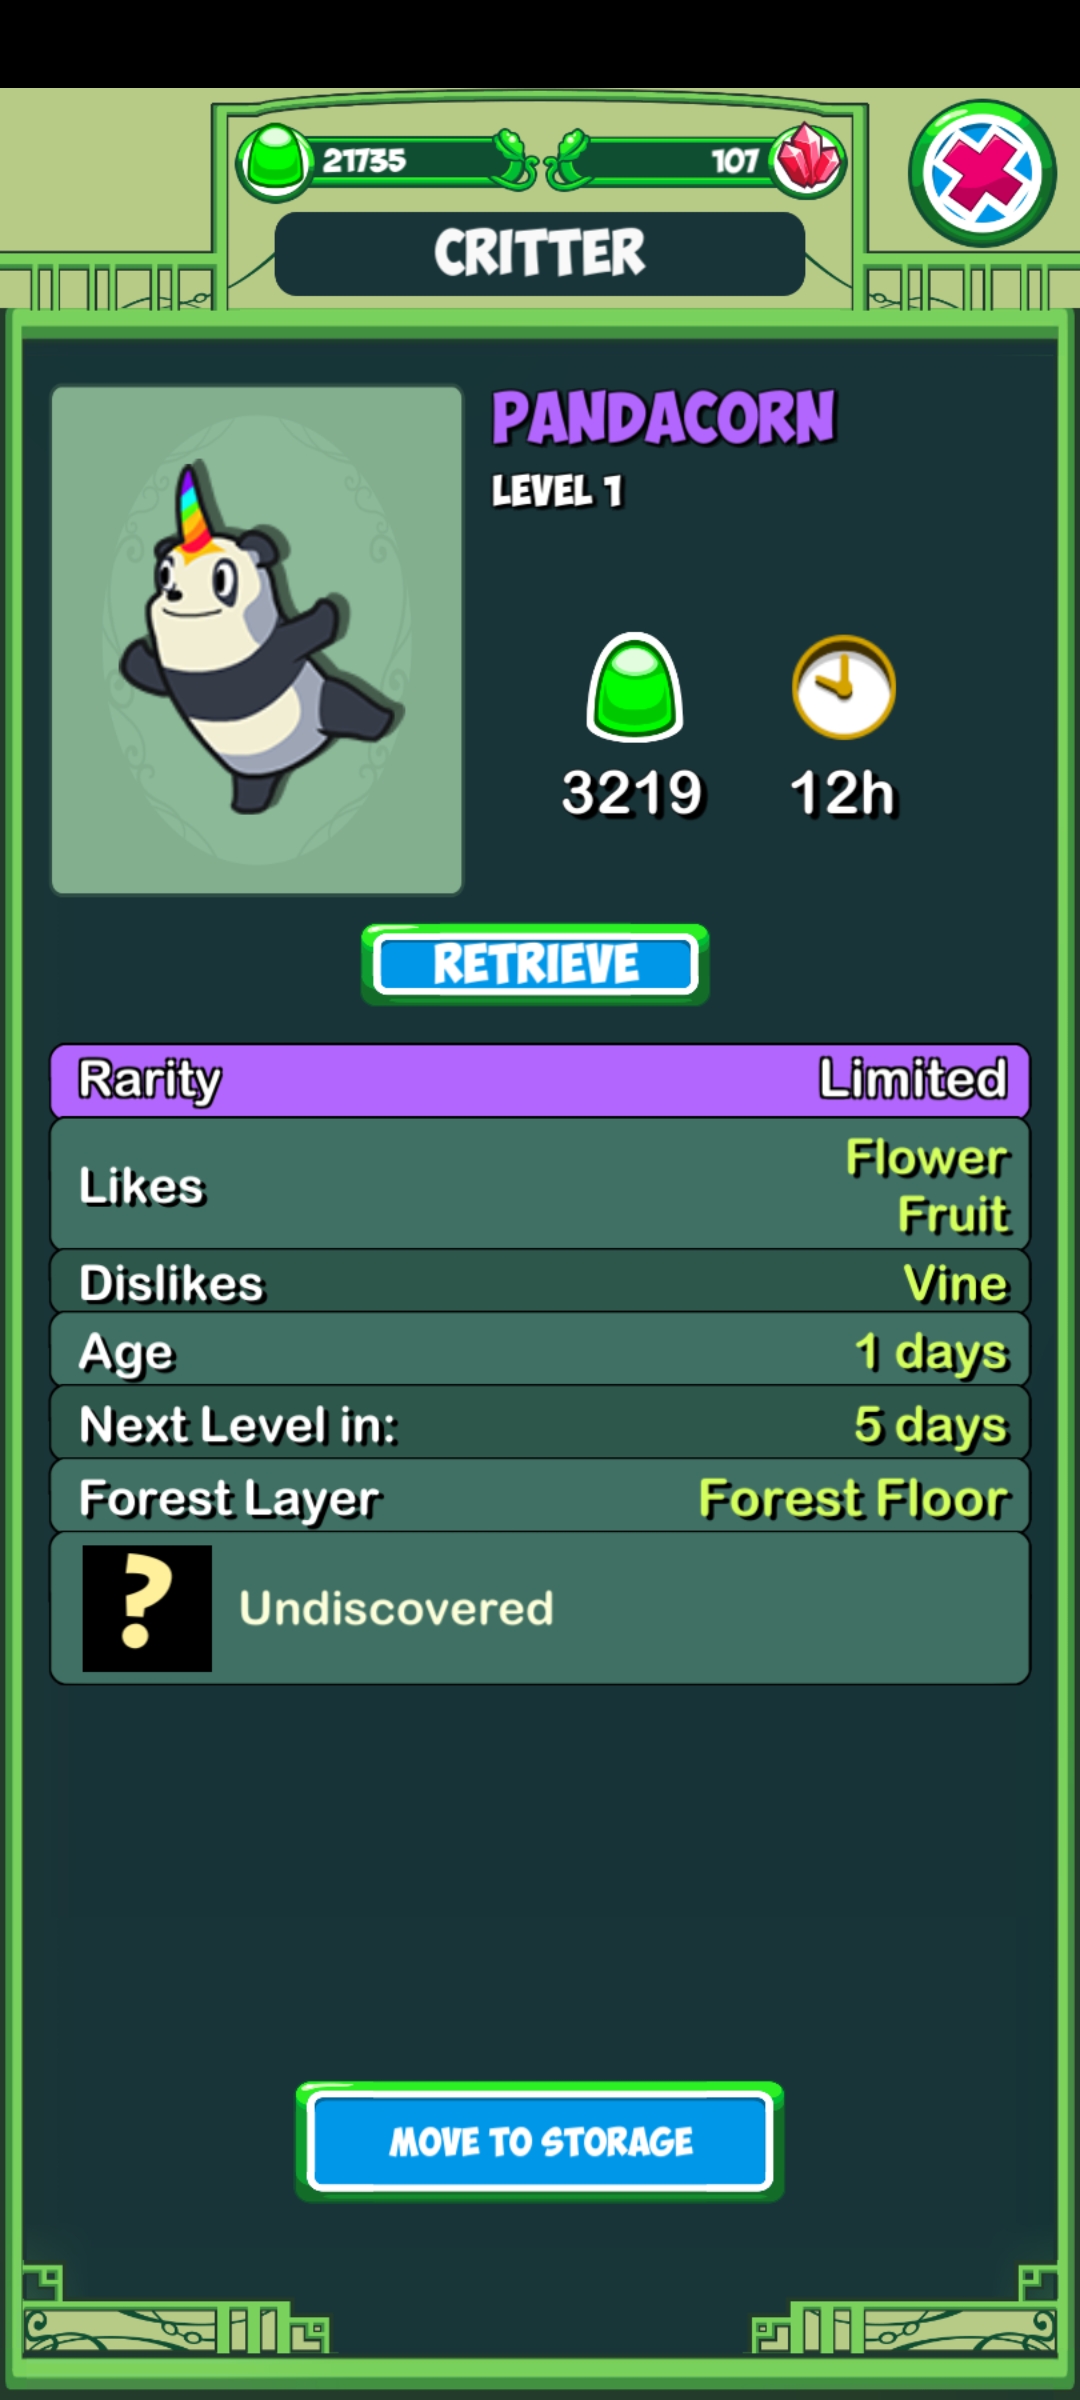 21735
107
CRITTER
PANDACORN
LEVEL 1
3219
12h
RETRIEVE
Rarity Limited
Likes Flower
Fruit
Dislikes Vine
Age 1 days
Next Level in: 5 days
Forest Layer Forest Floor
? Undiscovered
MOVE TO STORAGE